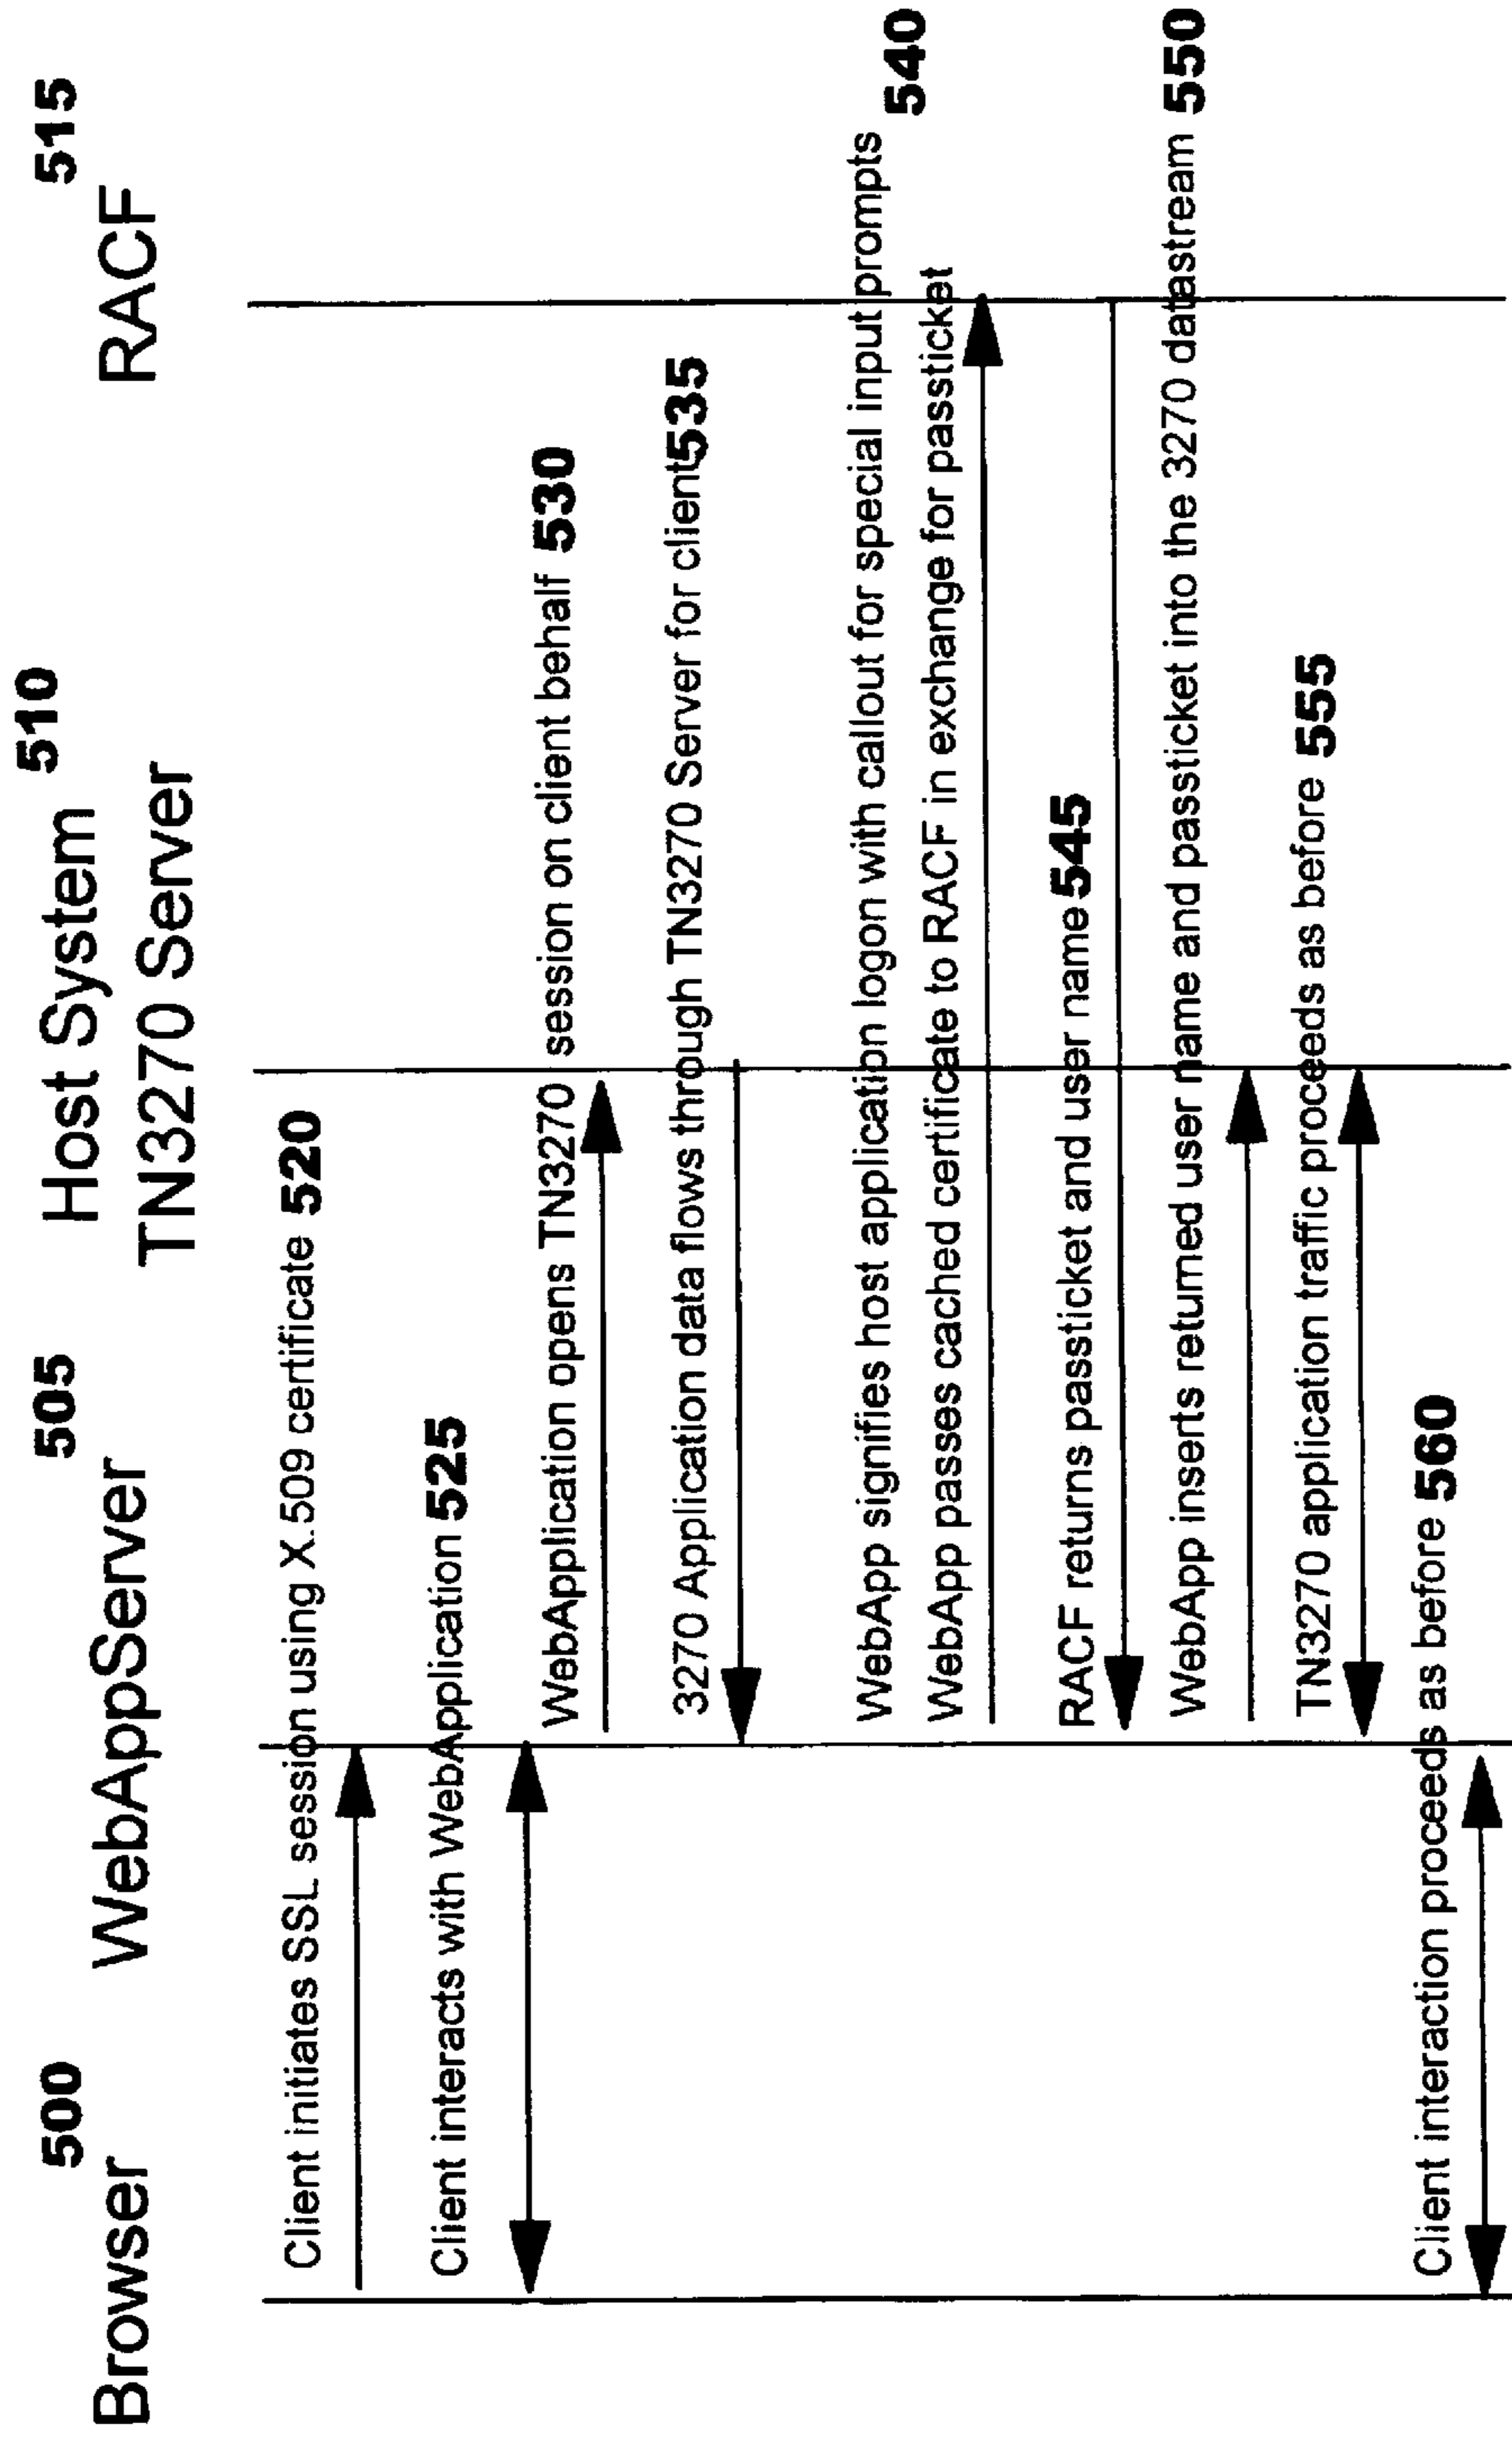 Browser 500
WebAppServer 505
Host System 510
TN3270 Server
RACF 515
Client initiates SSL session using X.509 certificate 520
Client interacts with WebApplication 525
WebApplication opens TN3270 session on client behalf 530
3270 Application data flows through TN3270 Server for client 535
WebApp signifies host application logon with callout for special input prompts
WebApp passes cached certificate to RACF in exchange for passticket 540
RACF returns passticket and user name 545
WebApp inserts returned user name and passticket into the 3270 datastream 550
TN3270 application traffic proceeds as before 555
Client interaction proceeds as before 560